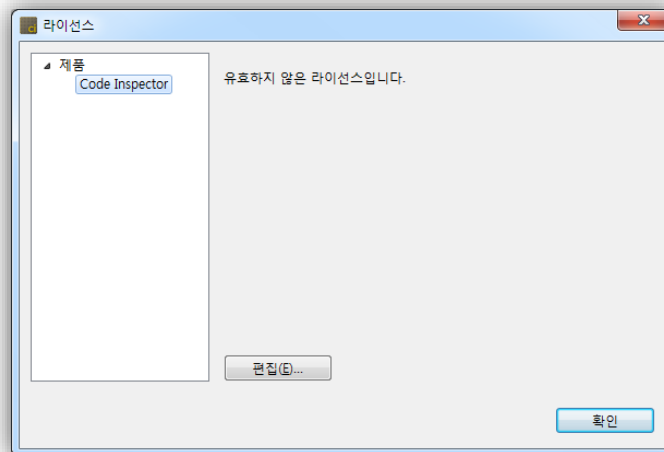 라이선스
제품
Code Inspector
유효하지 않은 라이선스입니다.
편집(E)...
확인